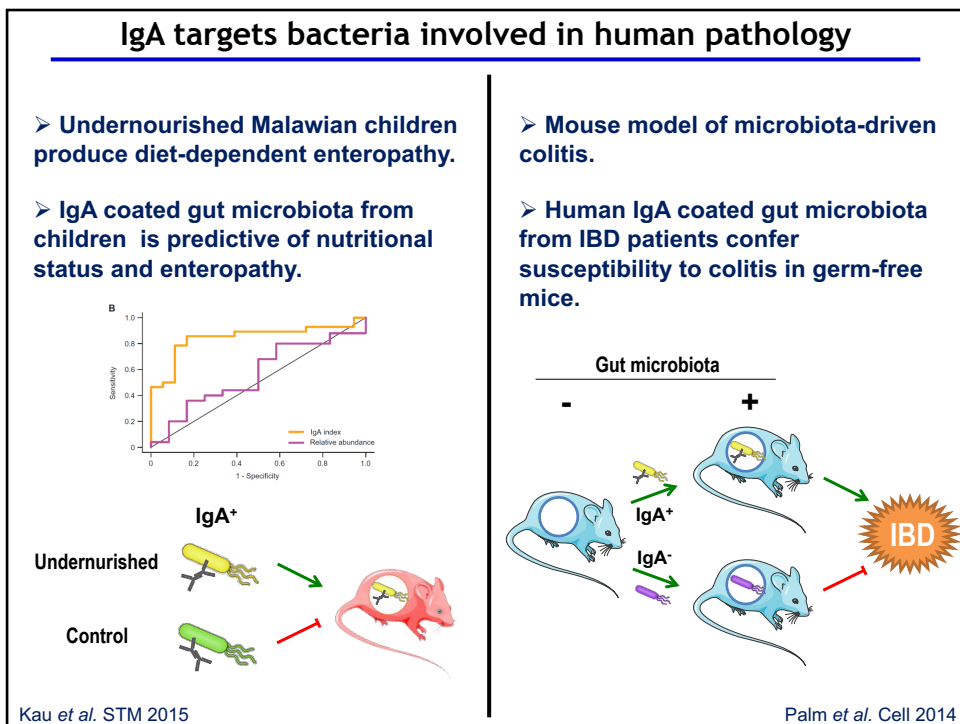 IgA targets bacteria involved in human pathology
➢ Undernourished Malawian children
produce diet-dependent enteropathy.
➢ IgA coated gut microbiota from
children is predictive of nutritional
status and enteropathy.
B
1.0
0.8
0.6
0.4
0.2
0
Sensitivity
IgA index
Relative abundance
0 0.2 0.4 0.6 0.8 1.0
1 - Specificity
IgA+
Undernurished
Control
Kau et al. STM 2015
➢ Mouse model of microbiota-driven
colitis.
➢ Human IgA coated gut microbiota
from IBD patients confer
susceptibility to colitis in germ-free
mice.
Gut microbiota
- +
IgA+
IgA-
IBD
Palm et al. Cell 2014